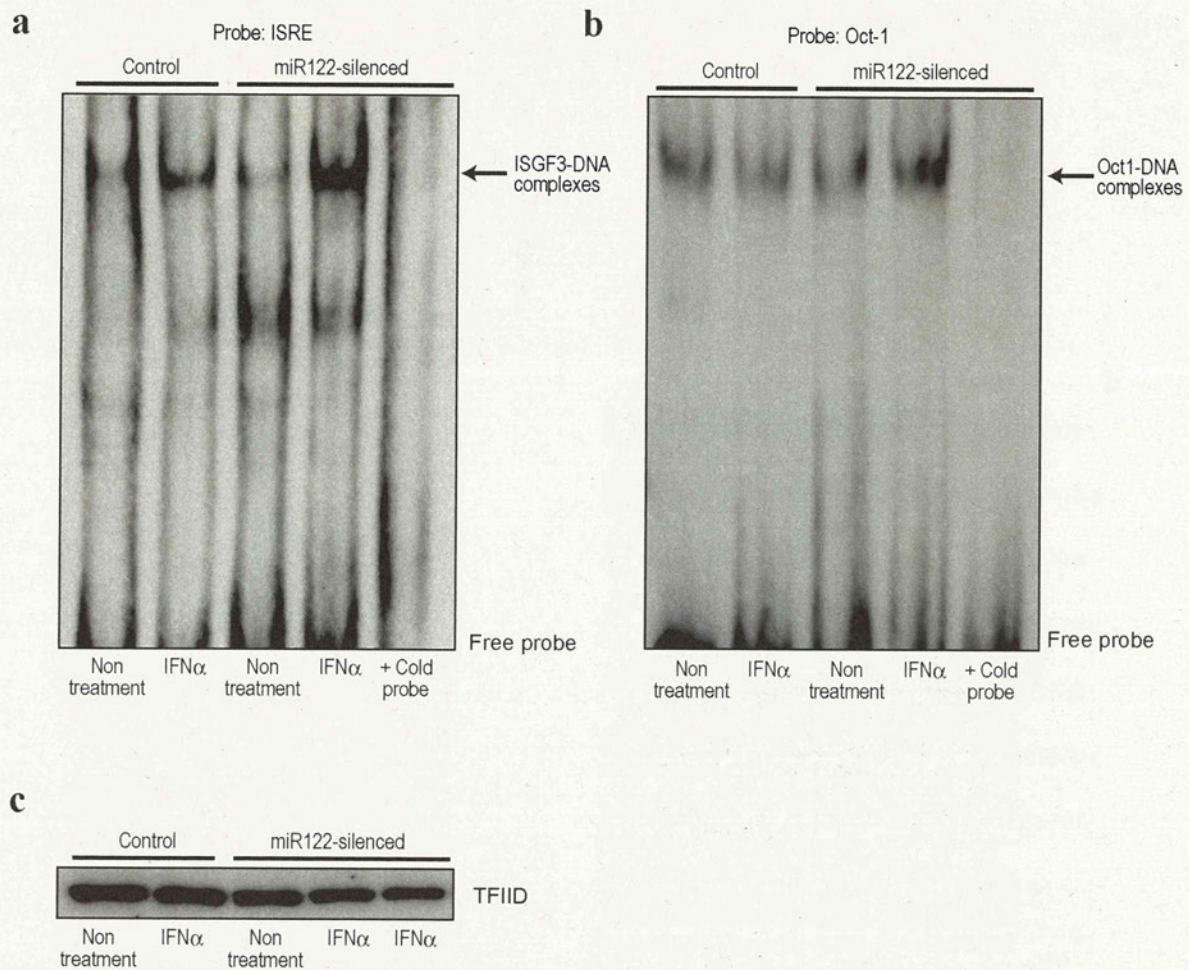 a
Probe: ISRE
Control
miR122-silenced
ISGF3-DNA
complexes
Free probe
Non
treatment
IFNα
Non
treatment
IFNα
+ Cold
probe
b
Probe: Oct-1
Control
miR122-silenced
Oct1-DNA
complexes
Free probe
Non
treatment
IFNα
Non
treatment
IFNα
+ Cold
probe
c
Control
miR122-silenced
TFIID
Non
treatment
IFNα
Non
treatment
IFNα
IFNα